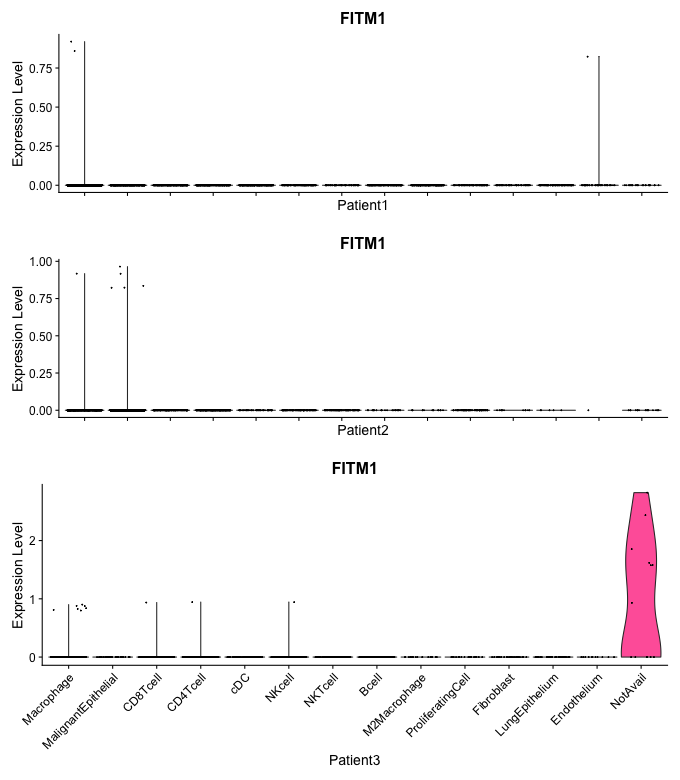 FITM1
Expression Level
0.75
0.50
0.25
0.00
Patient1
FITM1
Expression Level
1.00
0.75
0.50
0.25
0.00
Patient2
FITM1
Expression Level
2
1
0
Macrophage
MalignantEpithelial
CD8Tcell
CD4Tcell
cDC
NKcell
NKTcell
Bcell
M2Macrophage
ProliferatingCell
Fibroblast
LungEpithelium
Endothelium
NotAvail
Patient3